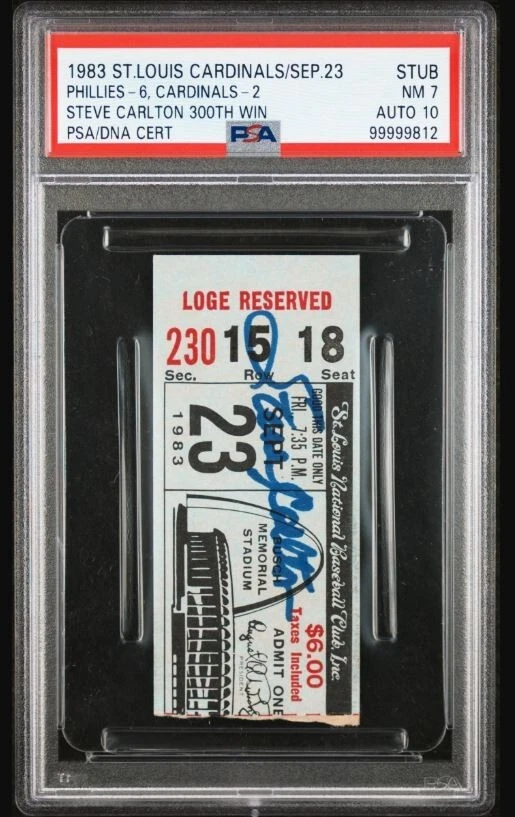 1983 ST.LOUIS CARDINALS/SEP.23 STUB
PHILLIES-6, CARDINALS-2 NM 7
STEVE CARLTON 300TH WIN AUTO 10
PSA/DNA CERT PSA 99999812
LOGE RESERVED
230 15 18
Sec. Row Seat
GOOD THIS DATE ONLY
FRI 7:35 P.M.
SEPT
23
1983
St. Louis National Baseball Club, Inc.
Steve Carlton
BUSCH
MEMORIAL
STADIUM
$6.00
Taxes Included
ADMIT ONE
PRESIDENT
PSA